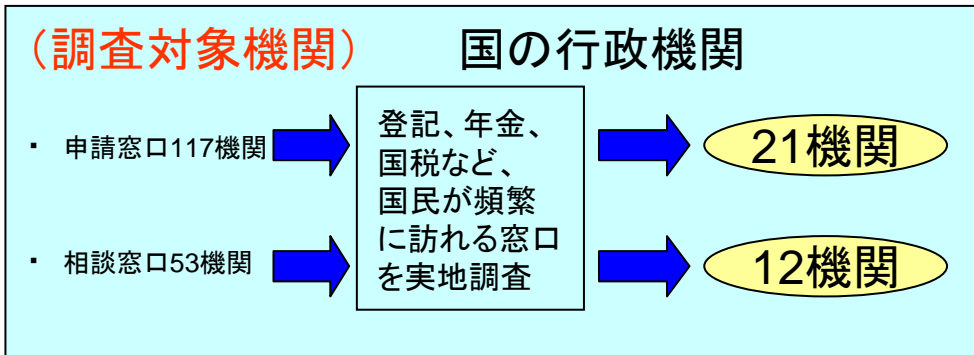 (調査対象機関) 国の行政機関
・ 申請窓口117機関
登記、年金、
国税など、
国民が頻繁
に訪れる窓口
を実地調査
21機関
・ 相談窓口53機関
12機関